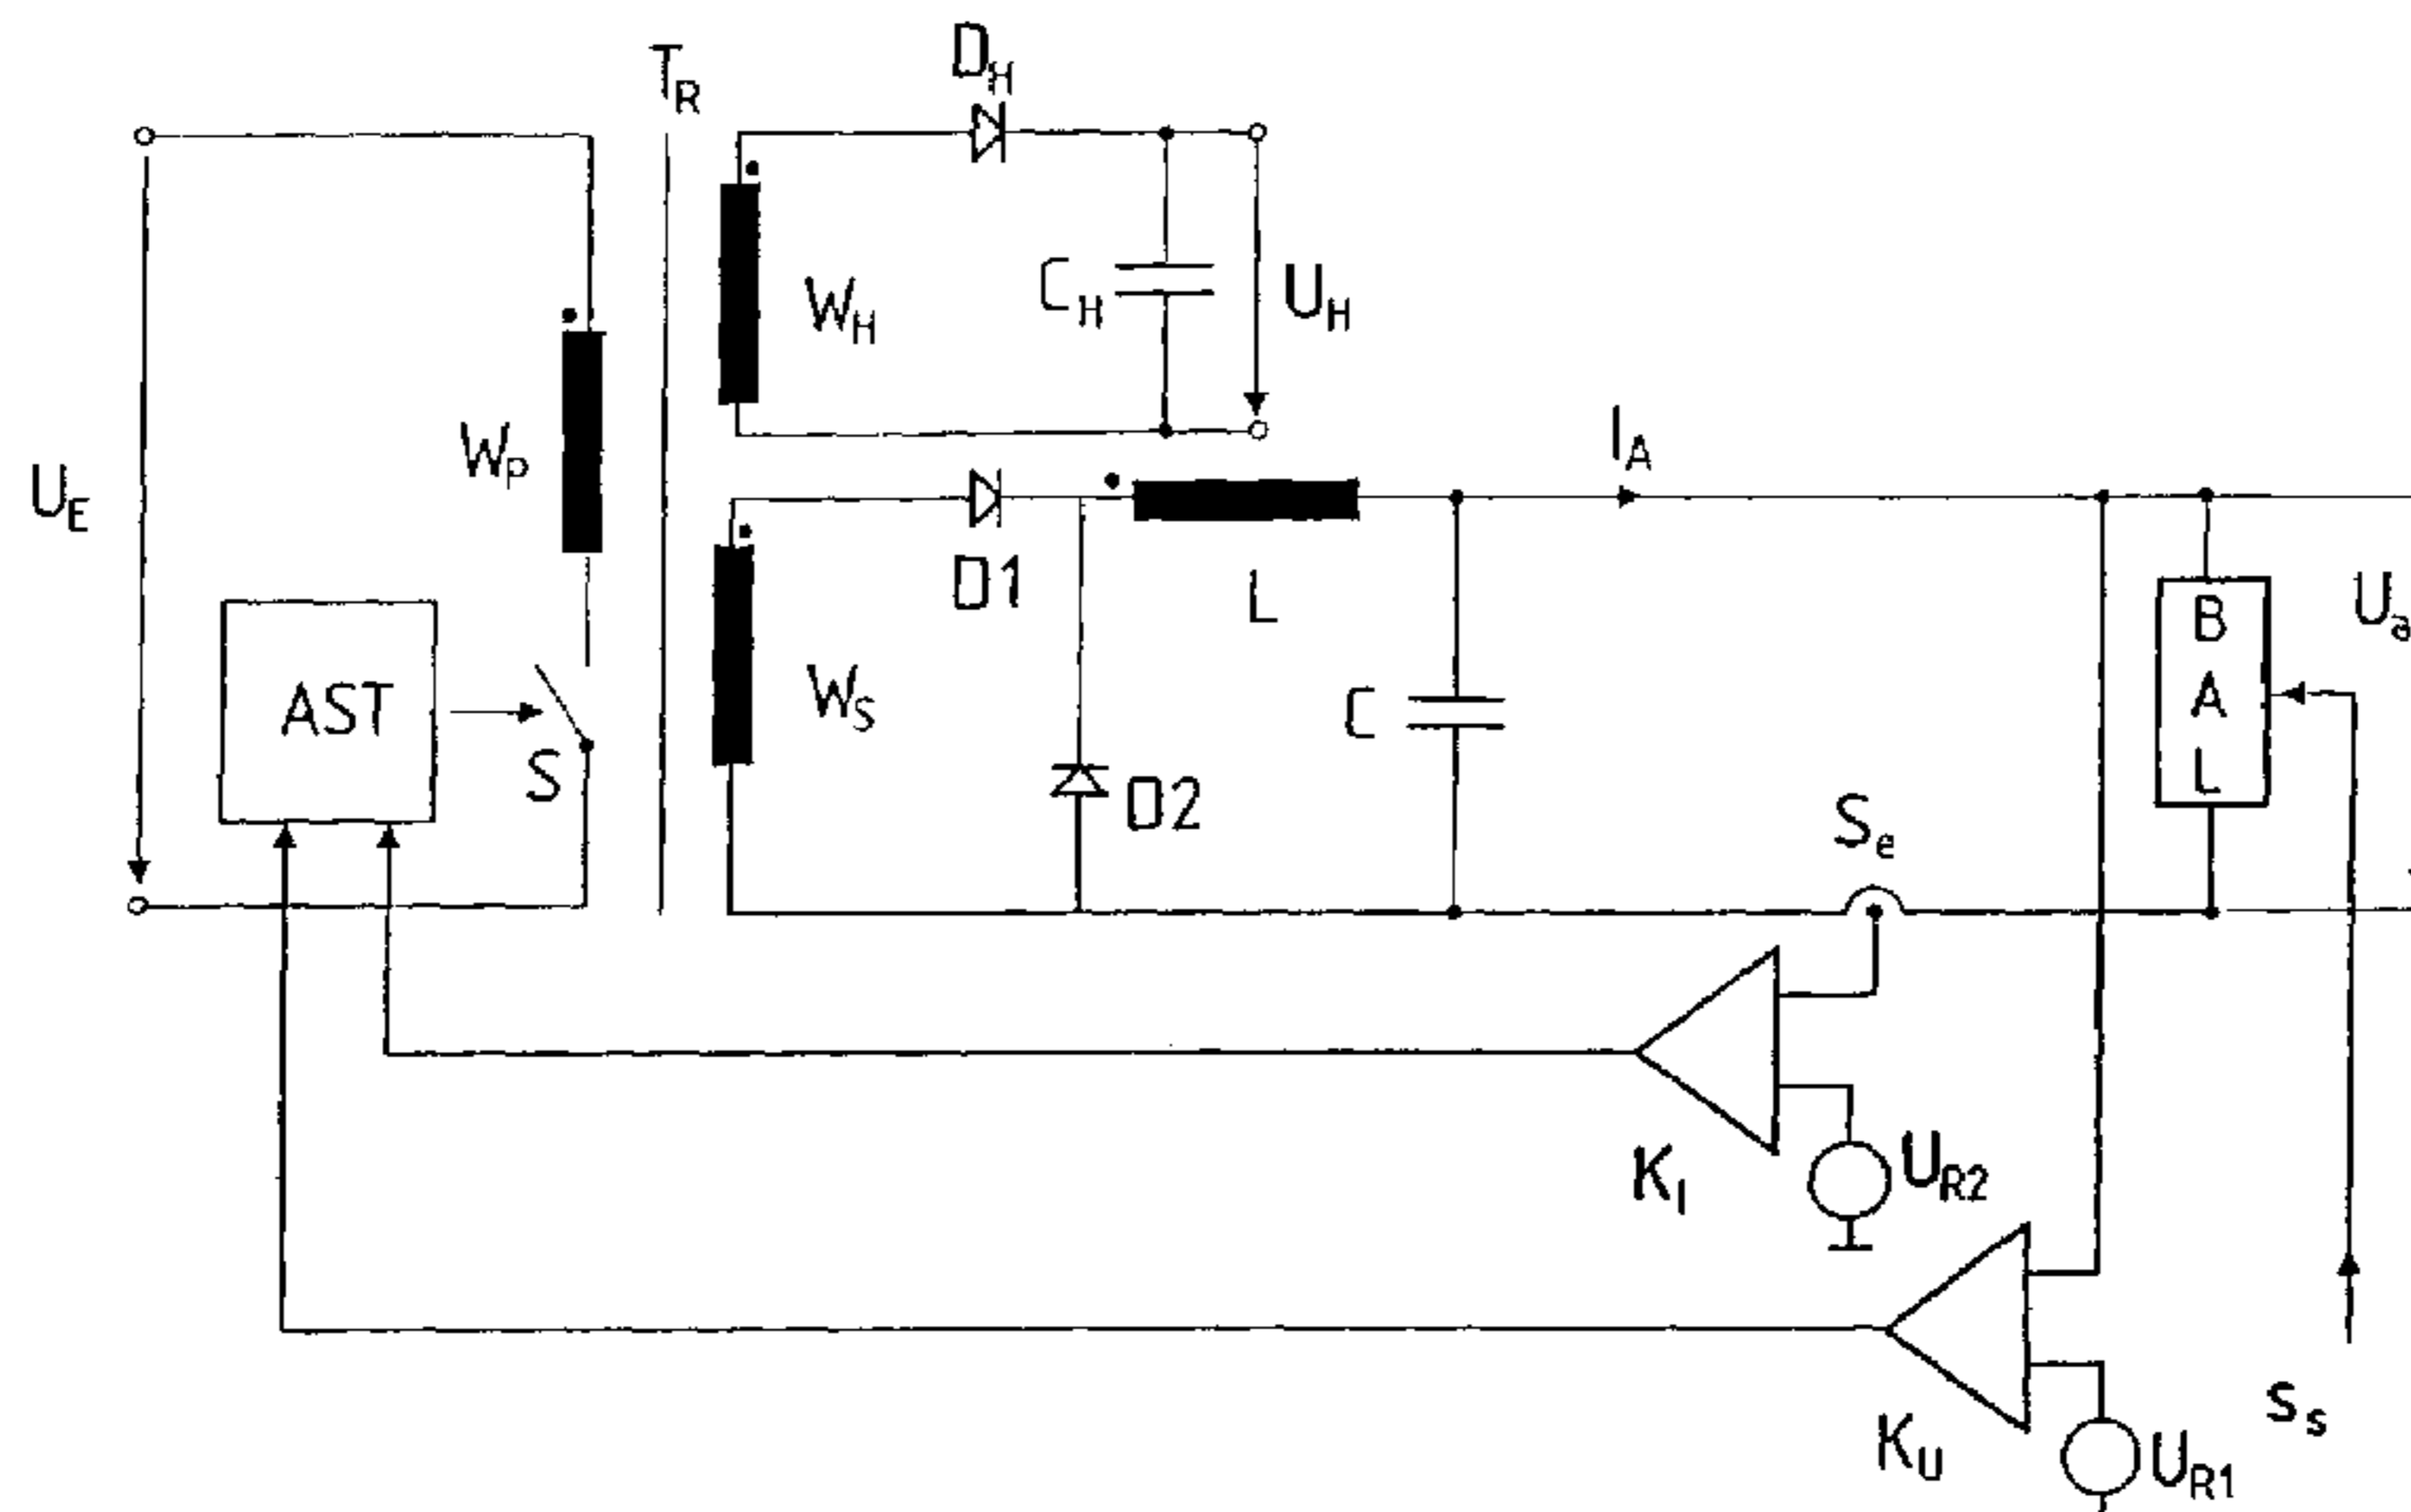 T_R
D_H
W_H
C_H
U_H
U_E
W_P
I_A
D1
L
W_S
C
D2
AST
S
S_e
B
A
L
U_a
K_I
U_R2
K_U
U_R1
s_s